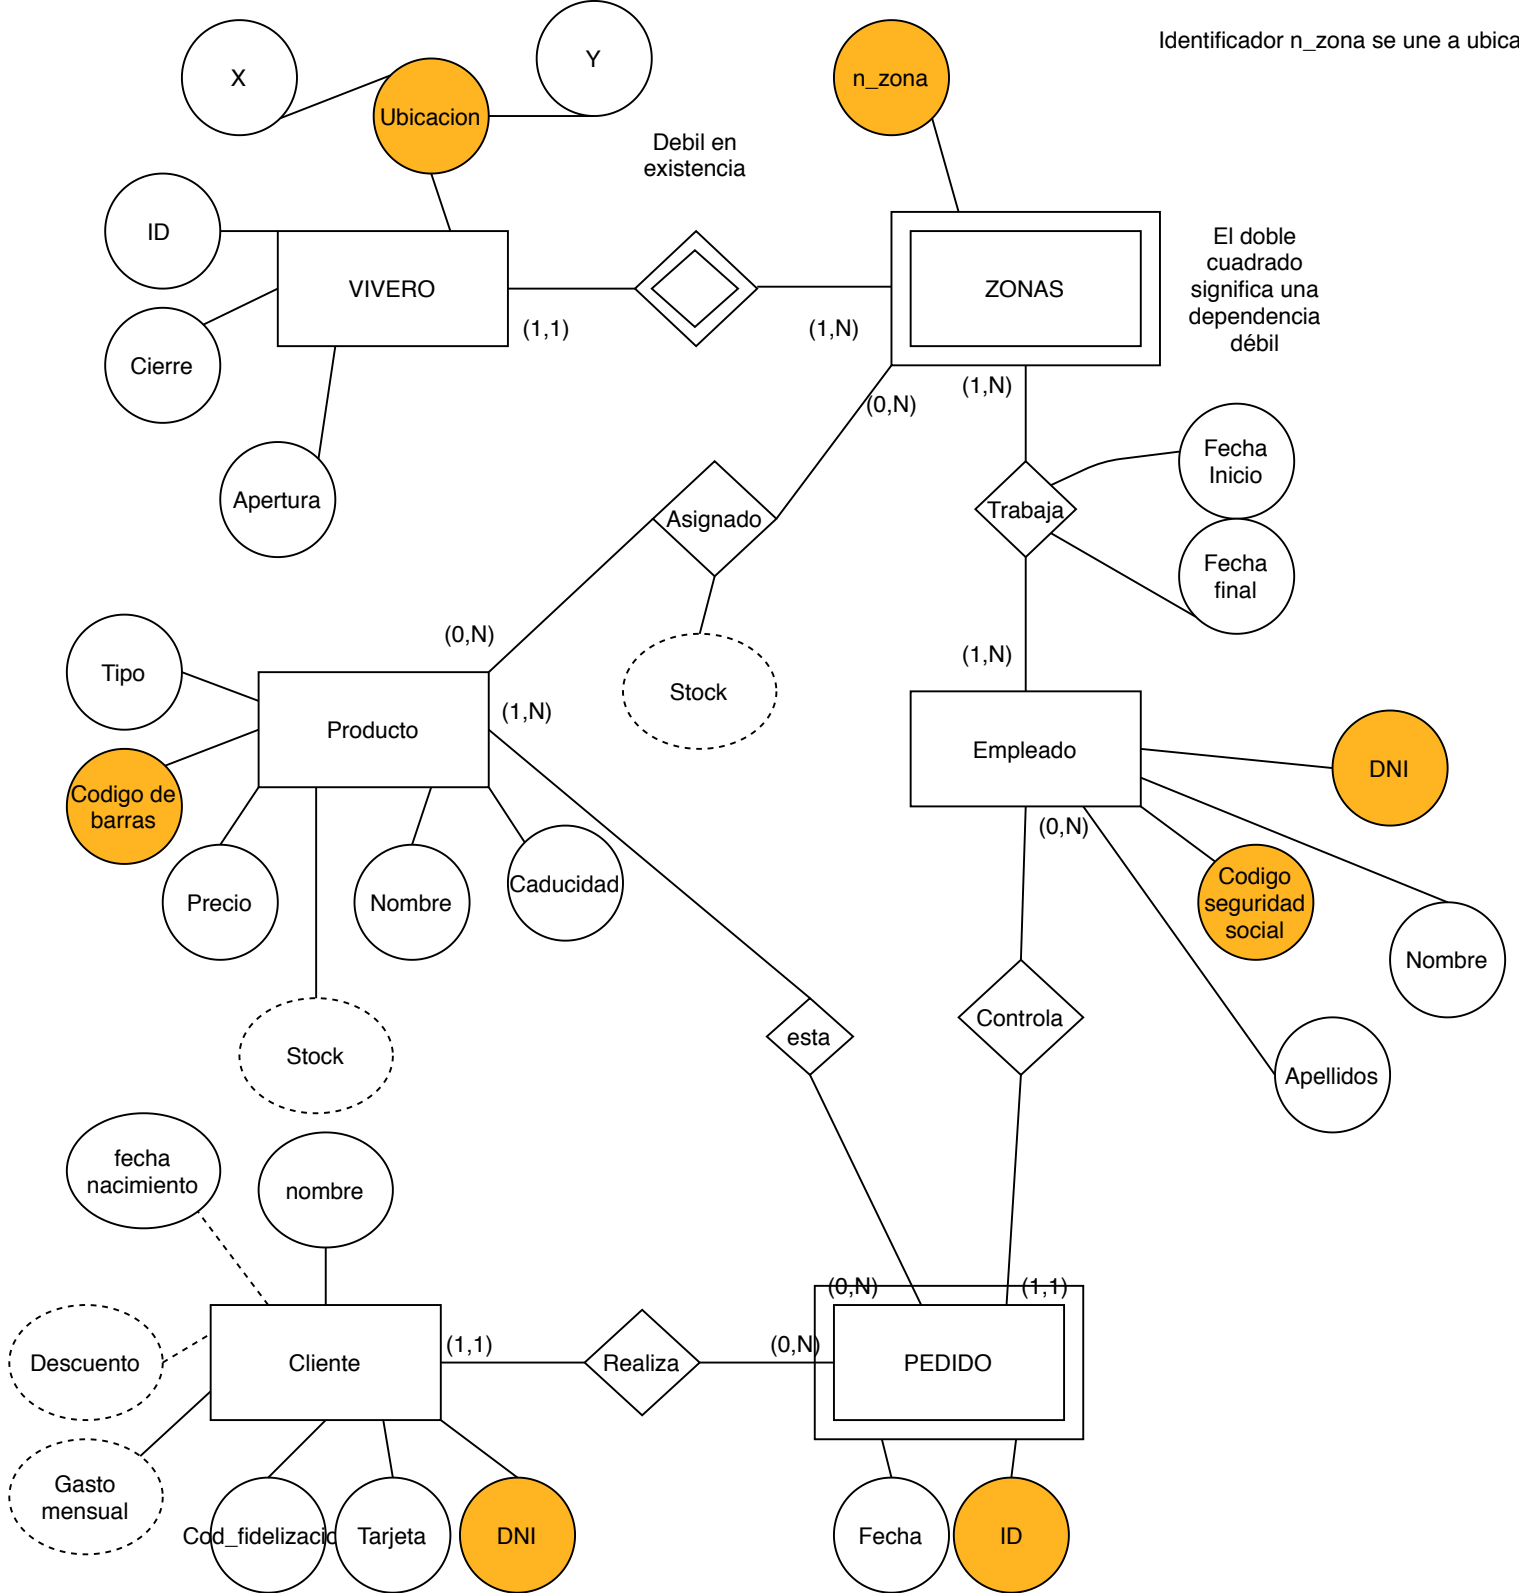 Identificador n_zona se une a ubica
X
Ubicacion
Y
n_zona
Debil en
existencia
ID
VIVERO
ZONAS
El doble
cuadrado
significa una
dependencia
débil
(1,1)
(1,N)
Cierre
(1,N)
(0,N)
Apertura
Asignado
Trabaja
Fecha
Inicio
Fecha
final
(0,N)
(1,N)
Tipo
Stock
(1,N)
Producto
Empleado
DNI
Codigo de
barras
(0,N)
Precio
Nombre
Caducidad
Codigo
seguridad
social
Nombre
esta
Controla
Stock
Apellidos
fecha
nacimiento
nombre
(0,N)
(1,1)
Descuento
Cliente
(1,1)
Realiza
(0,N)
PEDIDO
Gasto
mensual
Cod_fidelizacio
Tarjeta
DNI
Fecha
ID